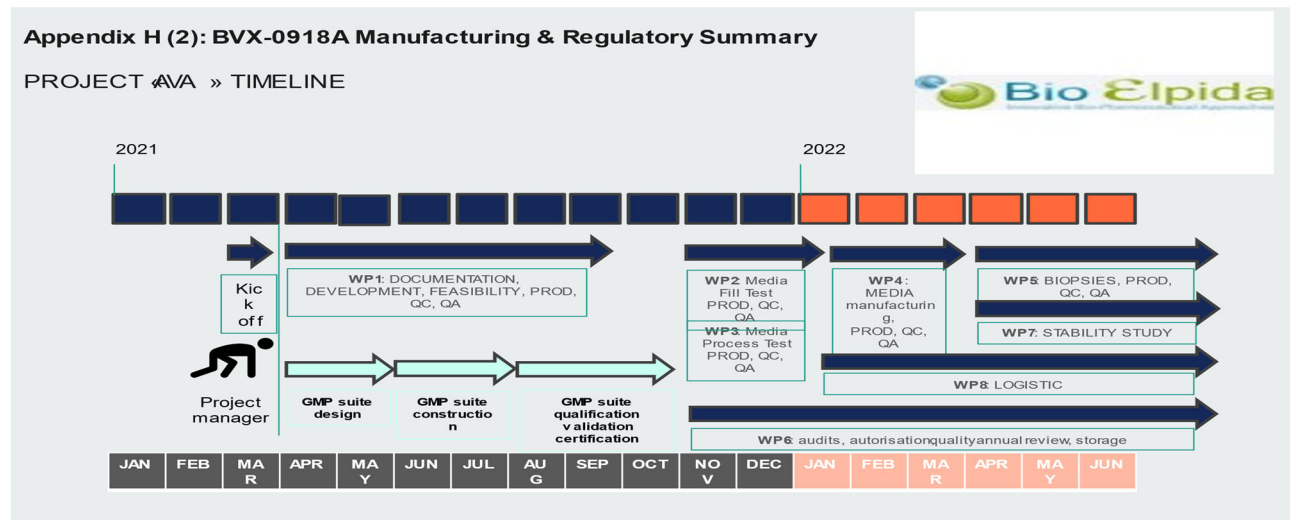 Appendix H (2): BVX-0918A Manufacturing & Regulatory Summary
PROJECT «AVA » TIMELINE
Bio Elpida
2021
2022
Kic
k
off
WP1: DOCUMENTATION,
DEVELOPMENT, FEASIBILITY, PROD,
QC, QA
WP2: Media
Fill Test
PROD, QC,
QA
WP3: Media
Process Test
PROD, QC,
QA
WP4:
MEDIA
manufacturin
g,
PROD, QC,
QA
WP5: BIOPSIES, PROD,
QC, QA
WP7: STABILITY STUDY
WP8: LOGISTIC
Project
manager
GMP suite
design
GMP suite
constructio
n
GMP suite
qualification
validation
certification
WP6: audits, autorisationqualityannual review, storage
JAN FEB MA
R APR MA
Y JUN JUL AU
G SEP OCT NO
V DEC JAN FEB MA
R APR MA
Y JUN